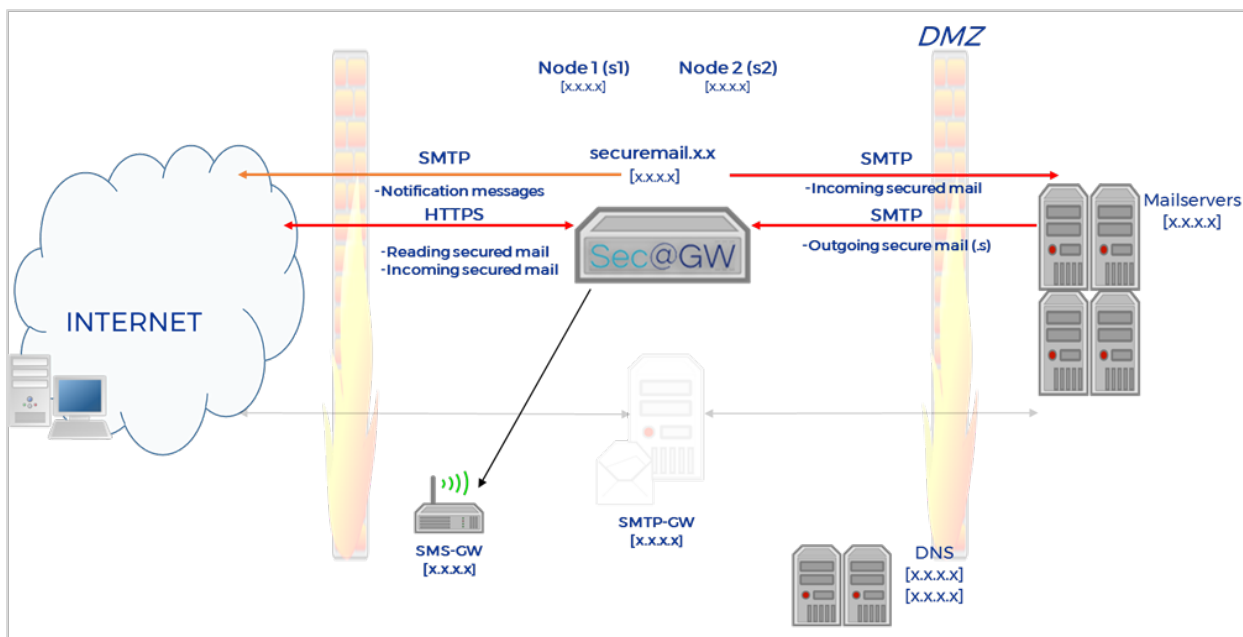 DMZ
Node 1 (s1)
[x.x.x.x]
Node 2 (s2)
[x.x.x.x]
SMTP
-Notification messages
securemail.x.x
[x.x.x.x]
SMTP
-Incoming secured mail
HTTPS
-Reading secured mail
-Incoming secured mail
Sec@GW
SMTP
-Outgoing secure mail (.s)
Mailservers
[x.x.x.x]
INTERNET
SMS-GW
[x.x.x.x]
SMTP-GW
[x.x.x.x]
DNS
[x.x.x.x]
[x.x.x.x]